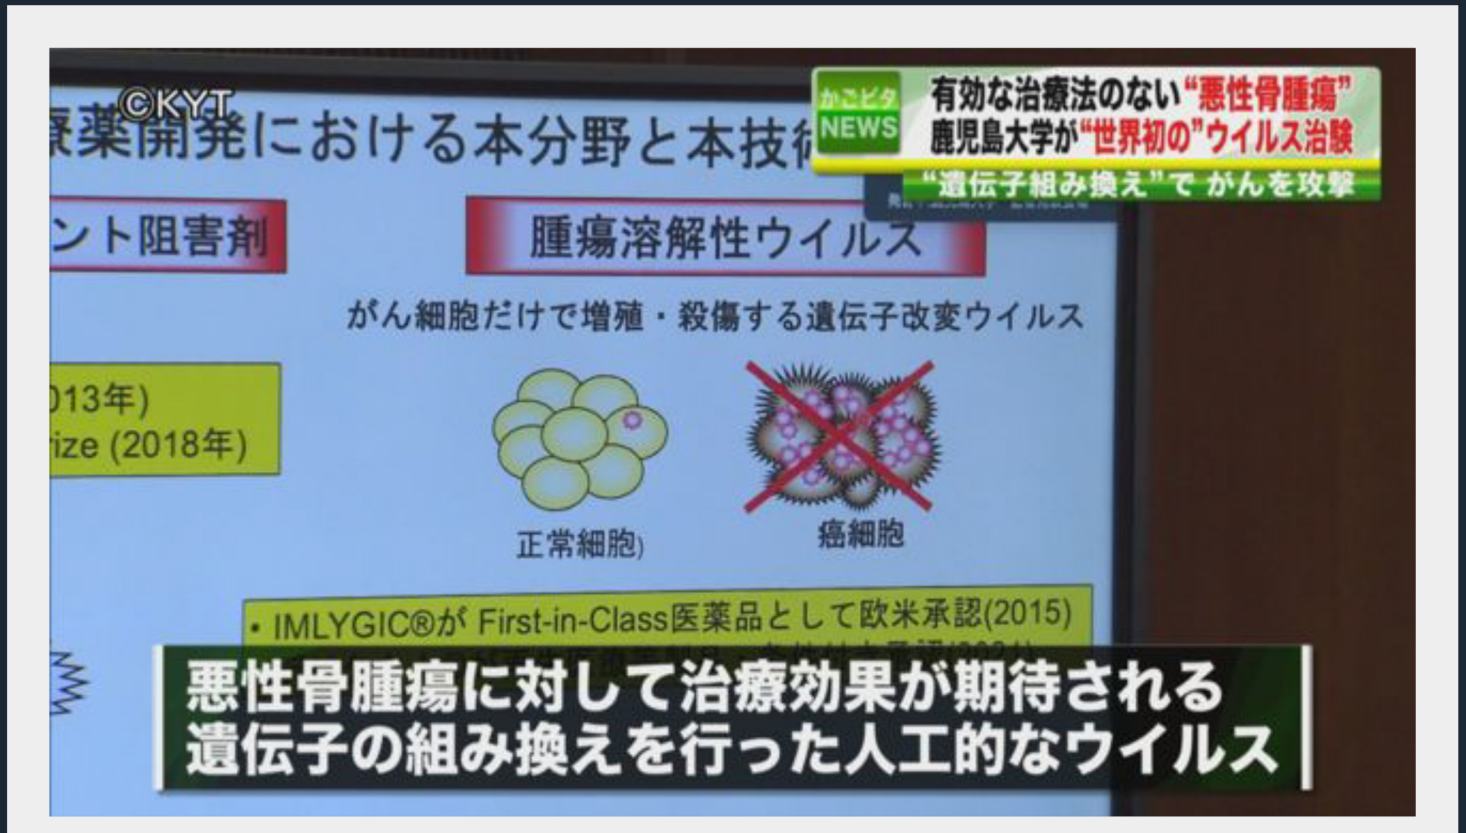 ©KYT
療薬開発における本分野と本技術
かごピタ
NEWS
有効な治療法のない“悪性骨腫瘍”
鹿児島大学が“世界初の”ウイルス治験
“遺伝子組み換え”で がんを攻撃
ント阻害剤
腫瘍溶解性ウイルス
がん細胞だけで増殖・殺傷する遺伝子改変ウイルス
013年)
rize (2018年)
正常細胞)
癌細胞
・IMLYGIC®が First-in-Class医薬品として欧米承認(2015)
悪性骨腫瘍に対して治療効果が期待される
遺伝子の組み換えを行った人工的なウイルス